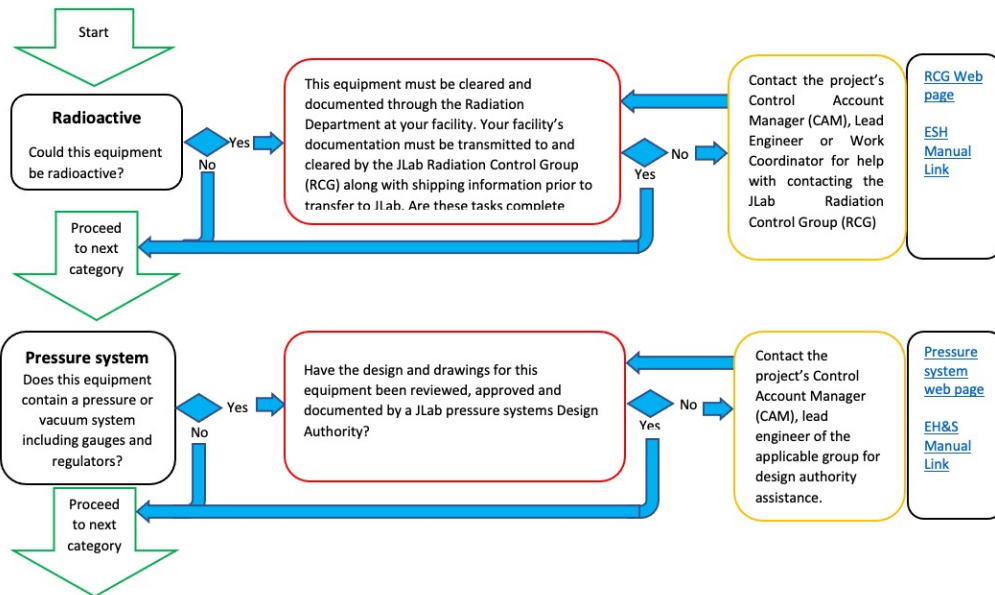 Start
Radioactive
Could this equipment
be radioactive?
Yes
No
This equipment must be cleared and
documented through the Radiation
Department at your facility. Your facility's
documentation must be transmitted to and
cleared by the JLab Radiation Control Group
(RCG) along with shipping information prior to
transfer to JLab. Are these tasks complete
No
Yes
Contact the project's
Control Account
Manager (CAM), Lead
Engineer or Work
Coordinator for help
with contacting the
JLab Radiation
Control Group (RCG)
RCG Web
page
ESH
Manual
Link
Proceed
to next
category
Pressure system
Does this equipment
contain a pressure or
vacuum system
including gauges and
regulators?
Yes
No
Have the design and drawings for this
equipment been reviewed, approved and
documented by a JLab pressure systems Design
Authority?
No
Yes
Contact the
project's Control
Account Manager
(CAM), lead
engineer of the
applicable group for
design authority
assistance.
Pressure
system
web page
EH&S
Manual
Link
Proceed
to next
category